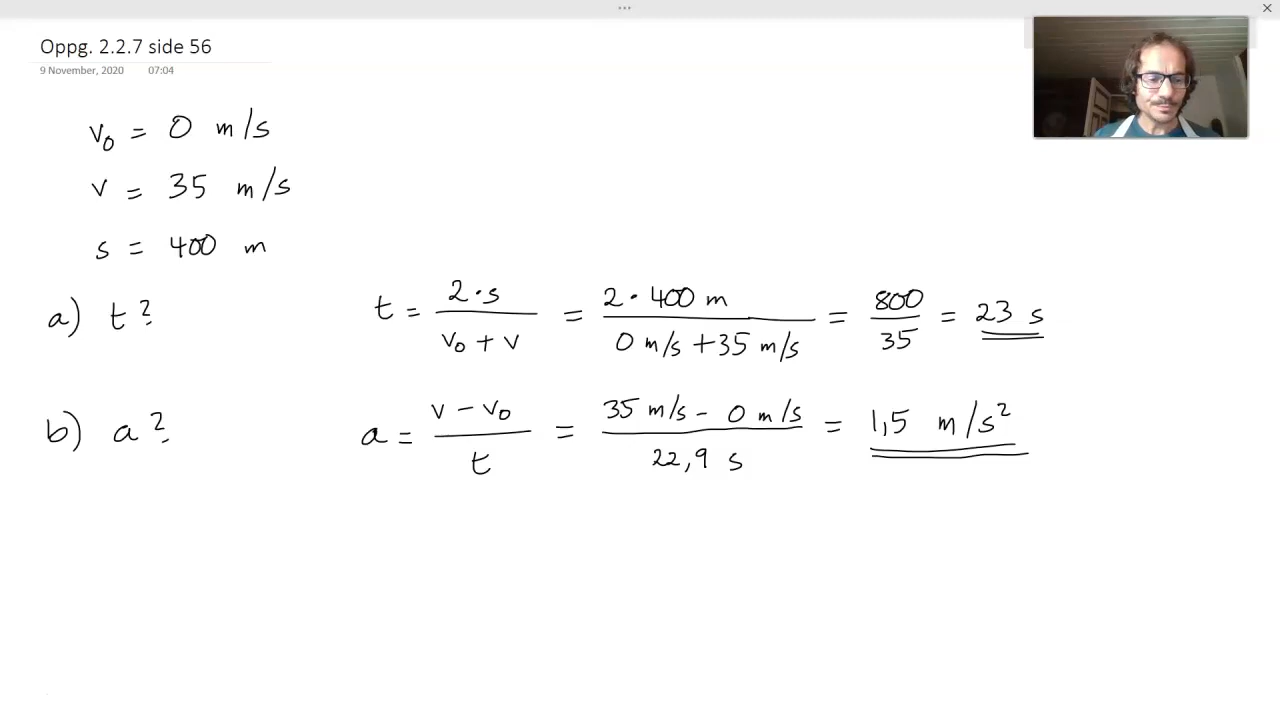 Oppg. 2.2.7 side 56
9 November, 2020 07:04
v₀ = 0 m/s
v = 35 m/s
s = 400 m
a) t? t = 2·s / (v₀ + v) = 2·400 m / (0 m/s + 35 m/s) = 800/35 = 23 s
b) a? a = (v − v₀) / t = (35 m/s − 0 m/s) / 22,9 s = 1,5 m/s²